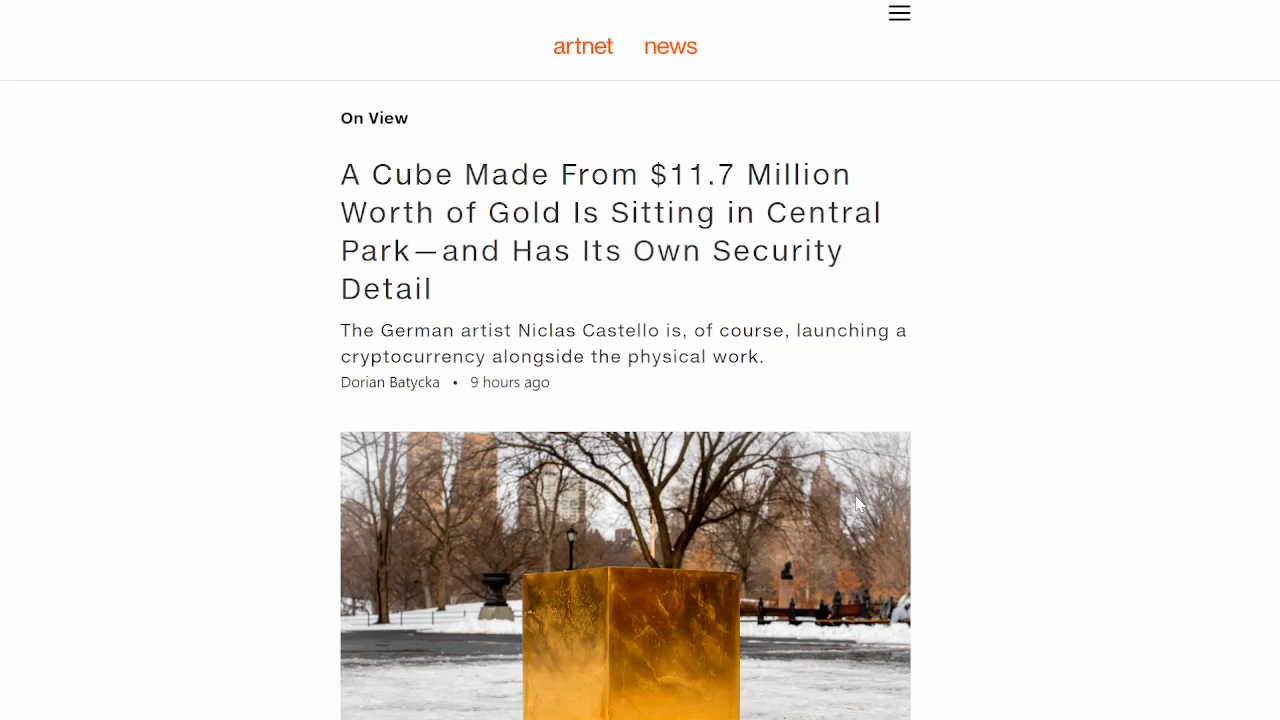 artnet news
On View
A Cube Made From $11.7 Million
Worth of Gold Is Sitting in Central
Park—and Has Its Own Security
Detail
The German artist Niclas Castello is, of course, launching a
cryptocurrency alongside the physical work.
Dorian Batycka • 9 hours ago